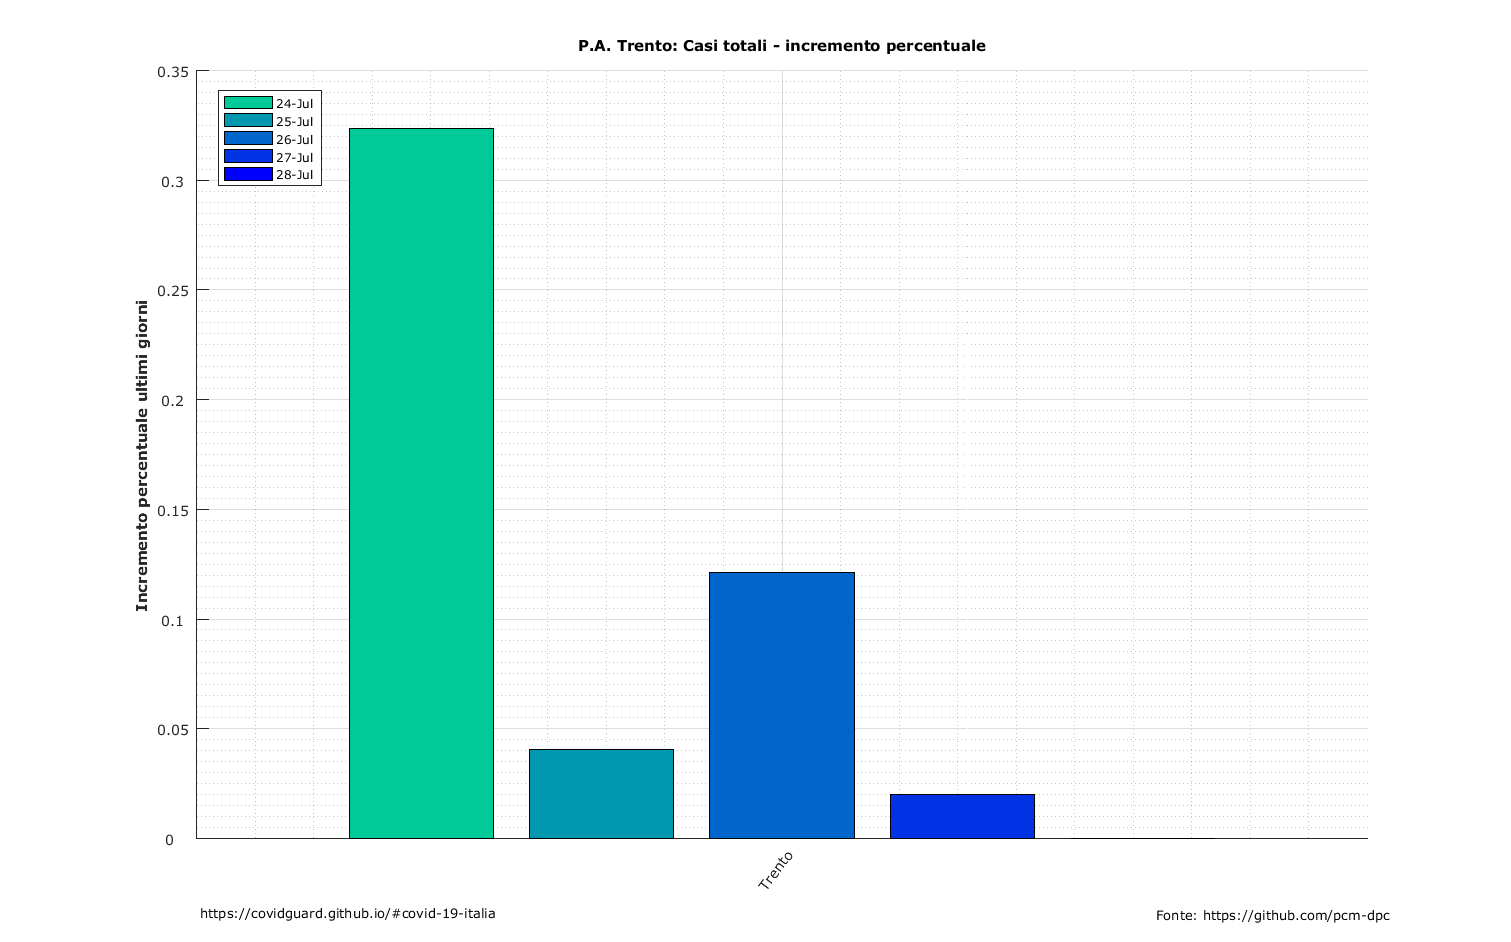 P.A. Trento: Casi totali - incremento percentuale
0.35
0.3
0.25
0.2
0.15
0.1
0.05
0
Incremento percentuale ultimi giorni
24-Jul
25-Jul
26-Jul
27-Jul
28-Jul
Trento
https://covidguard.github.io/#covid-19-italia
Fonte: https://github.com/pcm-dpc